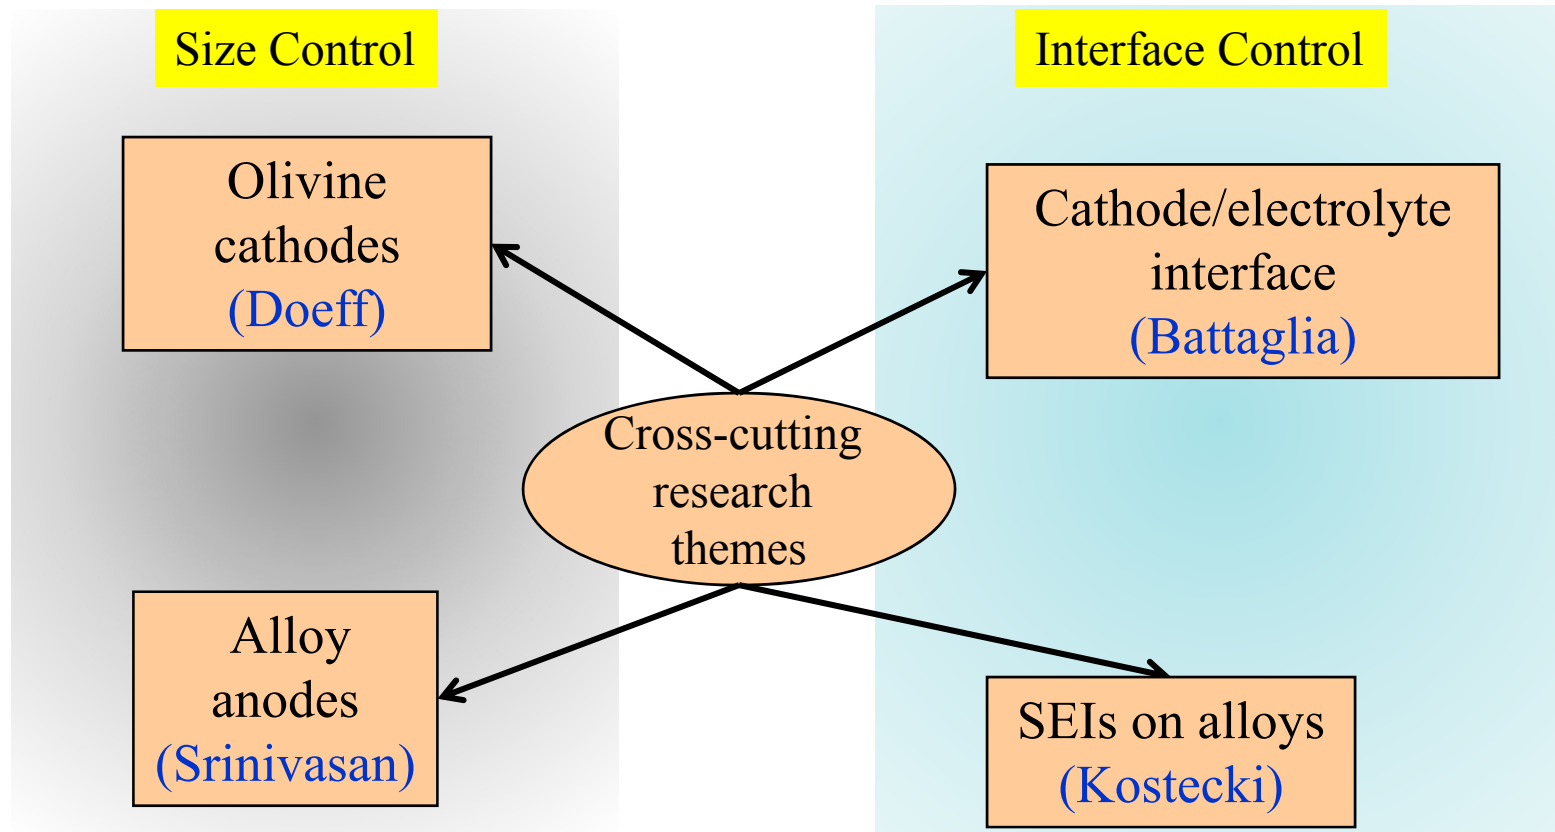 Size Control
Interface Control
Olivine
cathodes
(Doeff)
Cathode/electrolyte
interface
(Battaglia)
Cross-cutting
research
themes
Alloy
anodes
(Srinivasan)
SEIs on alloys
(Kostecki)